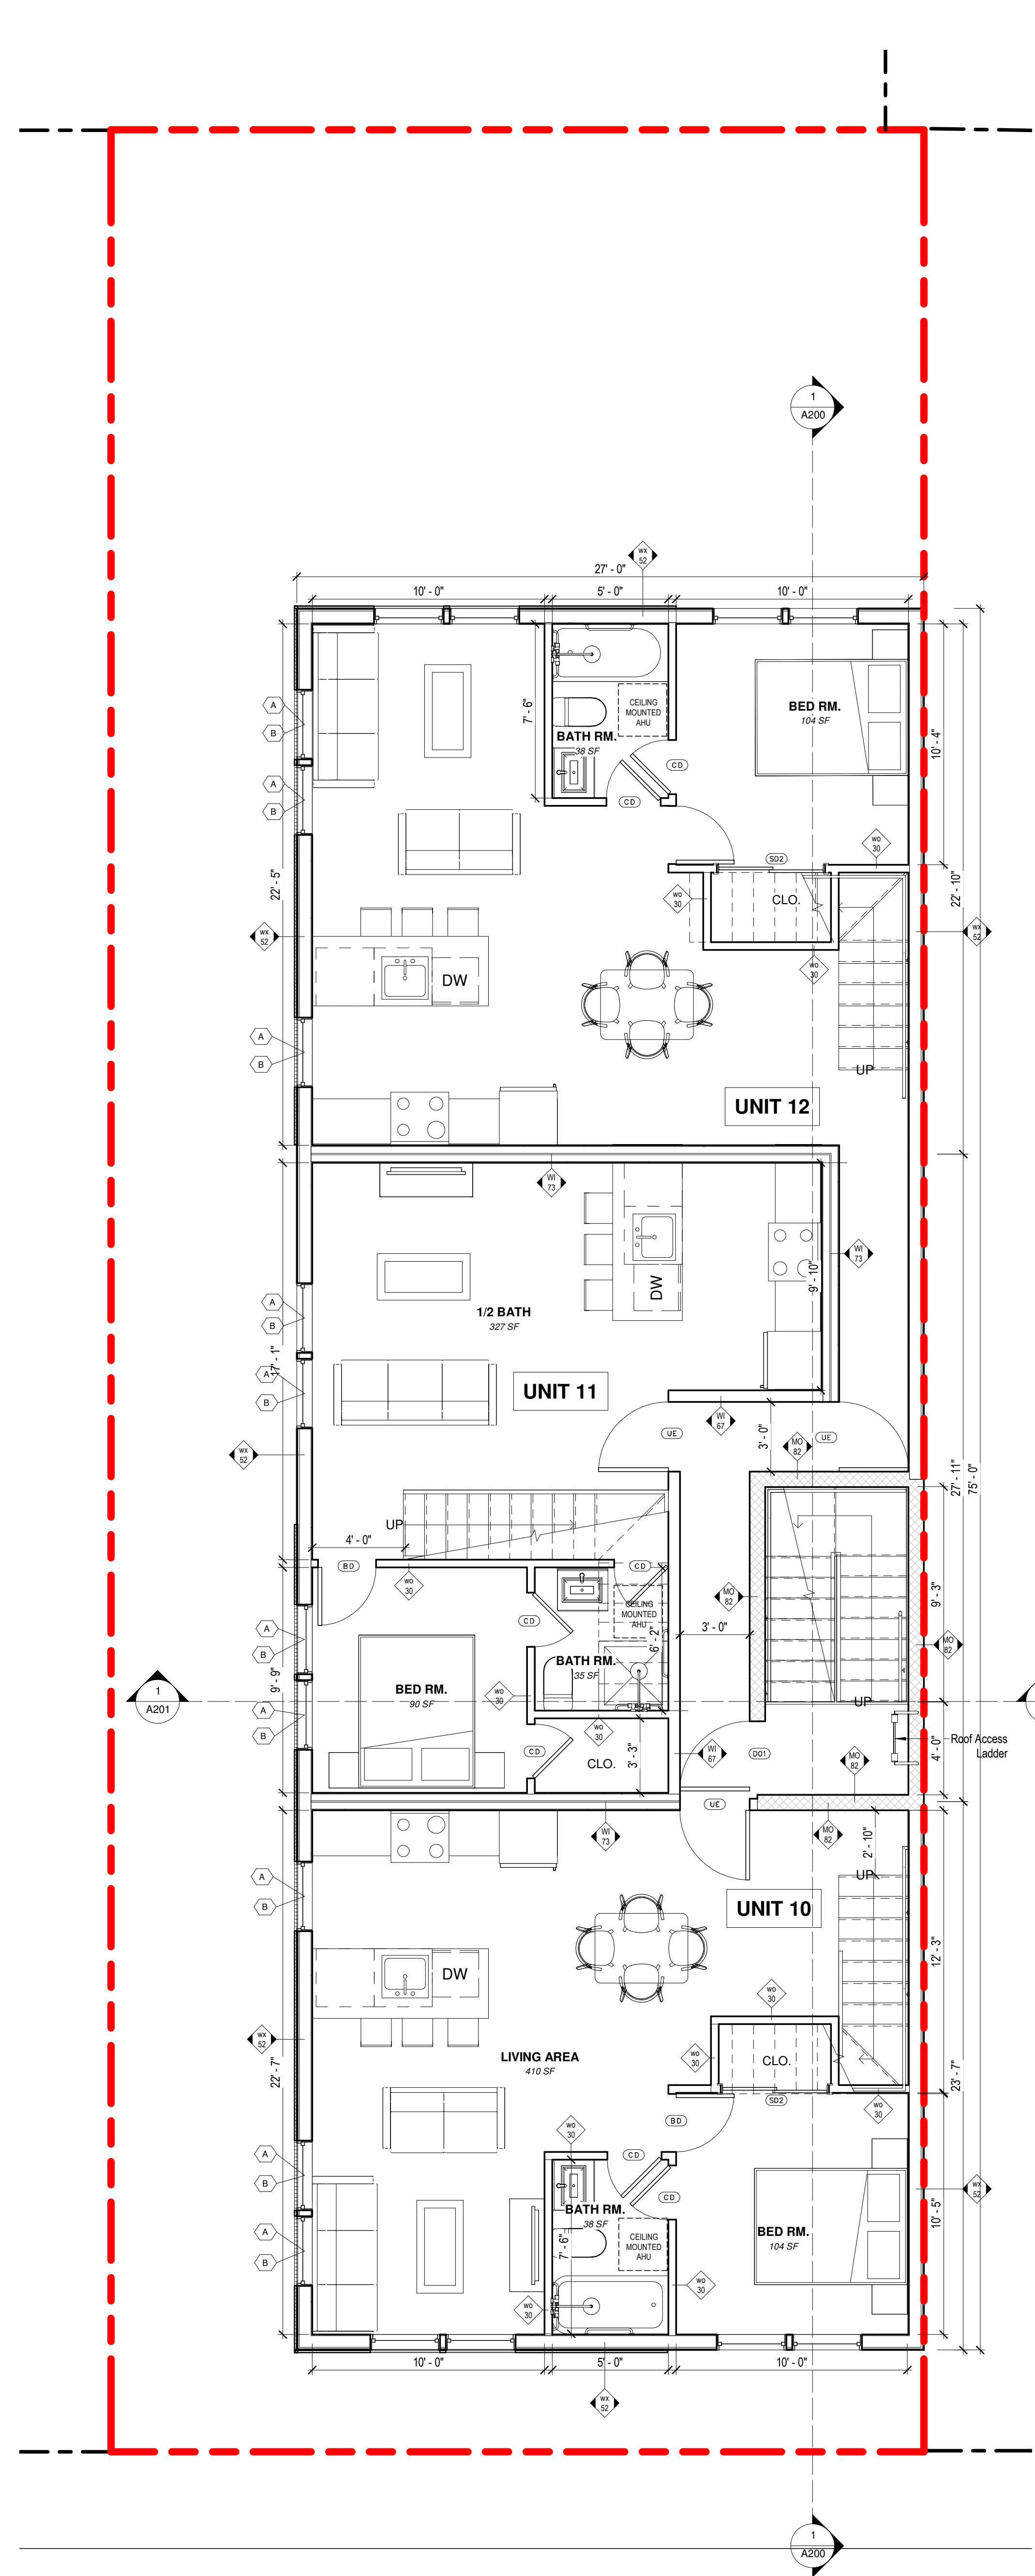 1
A200
WX
52
27' - 0"
10' - 0"
5' - 0"
10' - 0"
7' - 6"
CEILING
MOUNTED
AHU
BATH RM.
38 SF
BED RM.
104 SF
10' - 4"
A
B
CD
A
B
CD
WO
30
SD2
22' - 5"
22' - 10"
WO
30
CLO.
WX
52
WX
52
DW
WO
30
A
B
UP
UNIT 12
WI
73
WI
73
9' - 10"
DW
1/2 BATH
327 SF
A
B
17' - 1"
A
B
UNIT 11
WI
67
UE
UE
3' - 0"
MO
82
WX
52
27' - 11"
75' - 0"
UP
4' - 0"
BD
CD
WO
30
9' - 3"
CEILING
MOUNTED
AHU
MO
82
A
B
CD
3' - 0"
6' - 2"
MO
82
BATH RM.
35 SF
9' - 9"
BED RM.
90 SF
WO
30
1
A201
UP
A
B
WO
30
Roof Access
Ladder
4' - 0"
CD
3' - 3"
WI
67
D01
MO
82
CLO.
UE
WI
73
MO
82
2' - 10"
UP
A
B
UNIT 10
12' - 3"
DW
WO
30
WX
52
22' - 7"
LIVING AREA
410 SF
WO
30
CLO.
23' - 7"
SD2
WO
30
BD
WO
30
CD
A
B
CD
WX
52
BATH RM.
38 SF
10' - 5"
A
B
7' - 6"
CEILING
MOUNTED
AHU
BED RM.
104 SF
WO
30
WO
30
10' - 0"
5' - 0"
10' - 0"
WX
52
1
A200